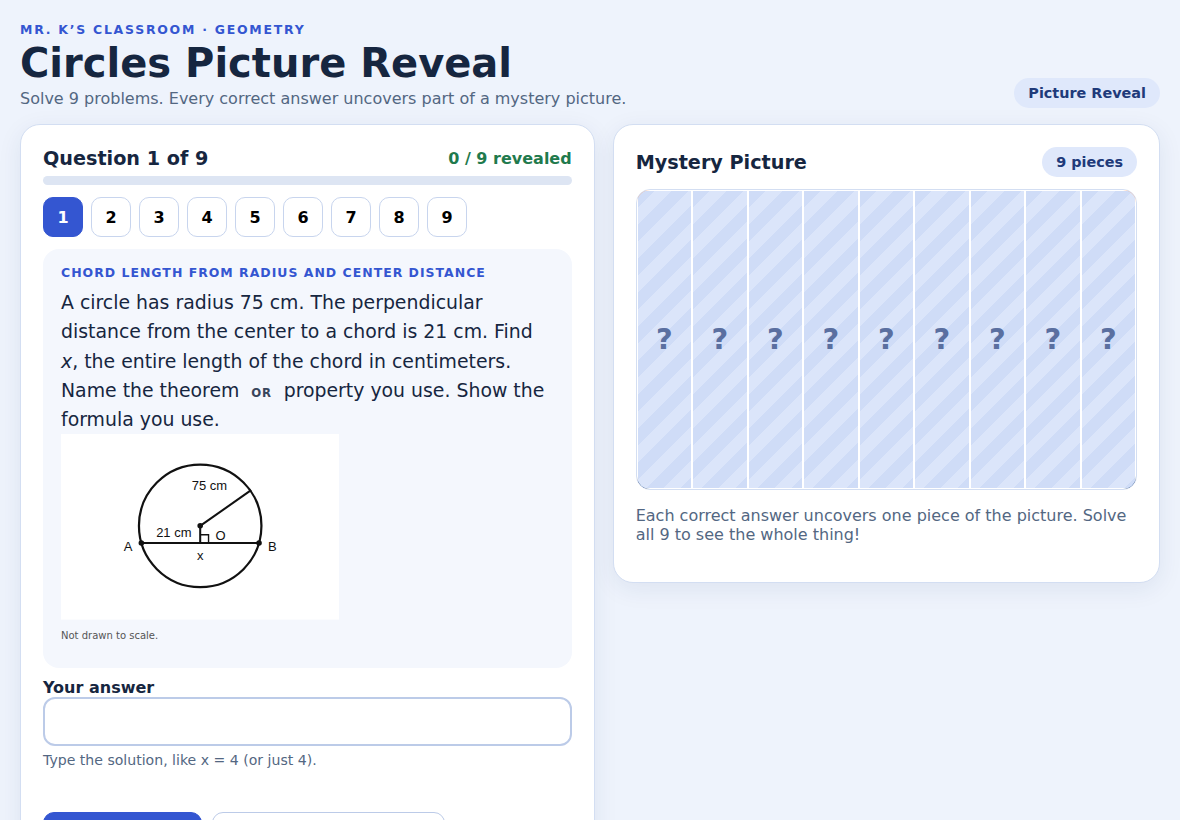 MR. K’S CLASSROOM · GEOMETRY
Circles Picture Reveal
Solve 9 problems. Every correct answer uncovers part of a mystery picture.
Picture Reveal
Question 1 of 9
0 / 9 revealed
1 2 3 4 5 6 7 8 9
CHORD LENGTH FROM RADIUS AND CENTER DISTANCE
A circle has radius 75 cm. The perpendicular
distance from the center to a chord is 21 cm. Find
x, the entire length of the chord in centimeters.
Name the theorem OR property you use. Show the
formula you use.
75 cm
21 cm
O
A
B
x
Not drawn to scale.
Your answer
Type the solution, like x = 4 (or just 4).
Mystery Picture
9 pieces
? ? ? ? ? ? ? ? ?
Each correct answer uncovers one piece of the picture. Solve
all 9 to see the whole thing!